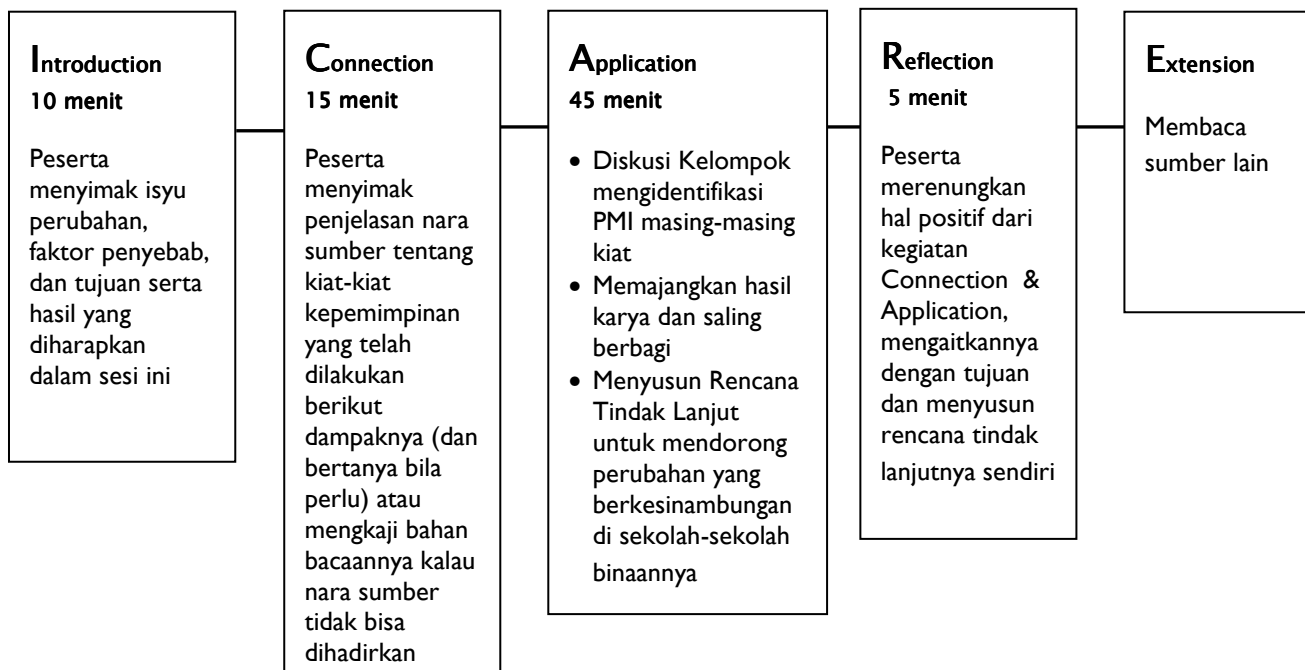 Introduction
10 menit
Peserta
menyimak isyu
perubahan,
faktor penyebab,
dan tujuan serta
hasil yang
diharapkan
dalam sesi ini
Connection
15 menit
Peserta
menyimak
penjelasan nara
sumber tentang
kiat-kiat
kepemimpinan
yang telah
dilakukan
berikut
dampaknya (dan
bertanya bila
perlu) atau
mengkaji bahan
bacaannya kalau
nara sumber
tidak bisa
dihadirkan
Application
45 menit
• Diskusi Kelompok
mengidentifikasi
PMI masing-masing
kiat
• Memajangkan hasil
karya dan saling
berbagi
• Menyusun Rencana
Tindak Lanjut
untuk mendorong
perubahan yang
berkesinambungan
di sekolah-sekolah
binaannya
Reflection
5 menit
Peserta
merenungkan
hal positif dari
kegiatan
Connection &
Application,
mengaitkannya
dengan tujuan
dan menyusun
rencana tindak
lanjutnya sendiri
Extension
Membaca
sumber lain